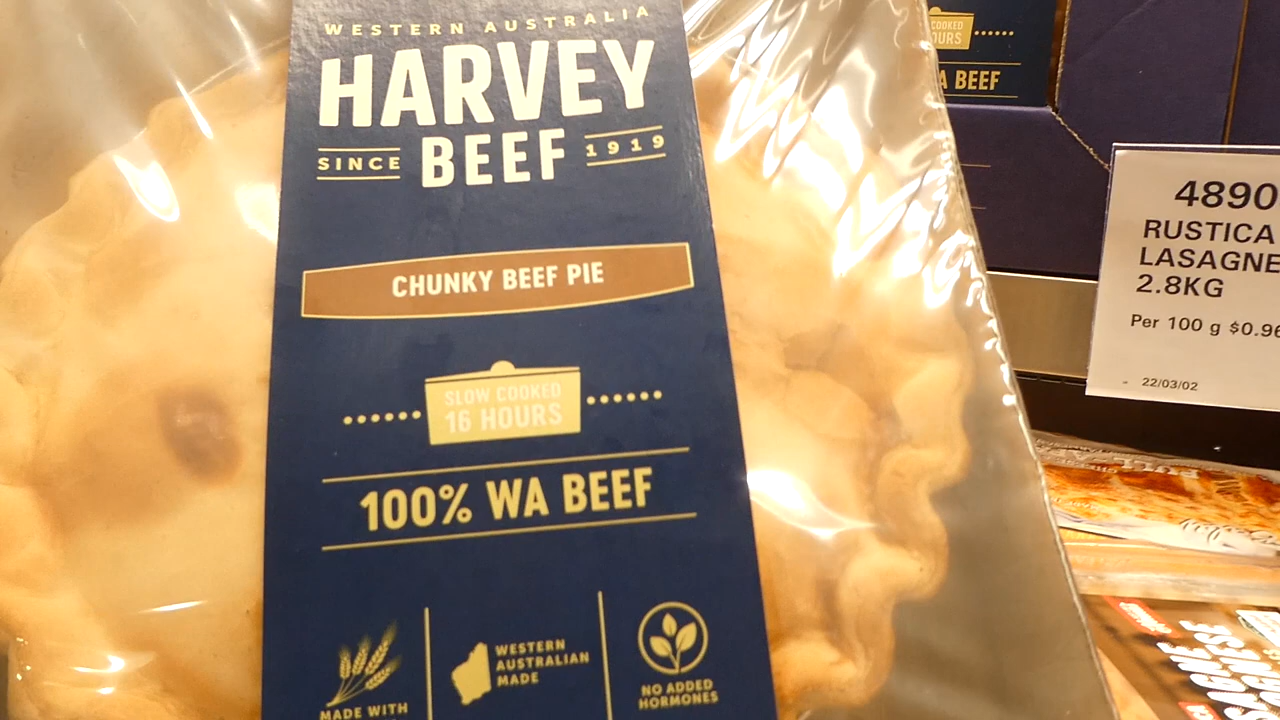 WESTERN AUSTRALIA
HARVEY
SINCE BEEF 1919
CHUNKY BEEF PIE
SLOW COOKED
16 HOURS
100% WA BEEF
MADE WITH
WESTERN
AUSTRALIAN
MADE
NO ADDED
HORMONES
COOKED
OURS
A BEEF
4890
RUSTICA
LASAGNE
2.8KG
Per 100 g $0.96
22/03/02